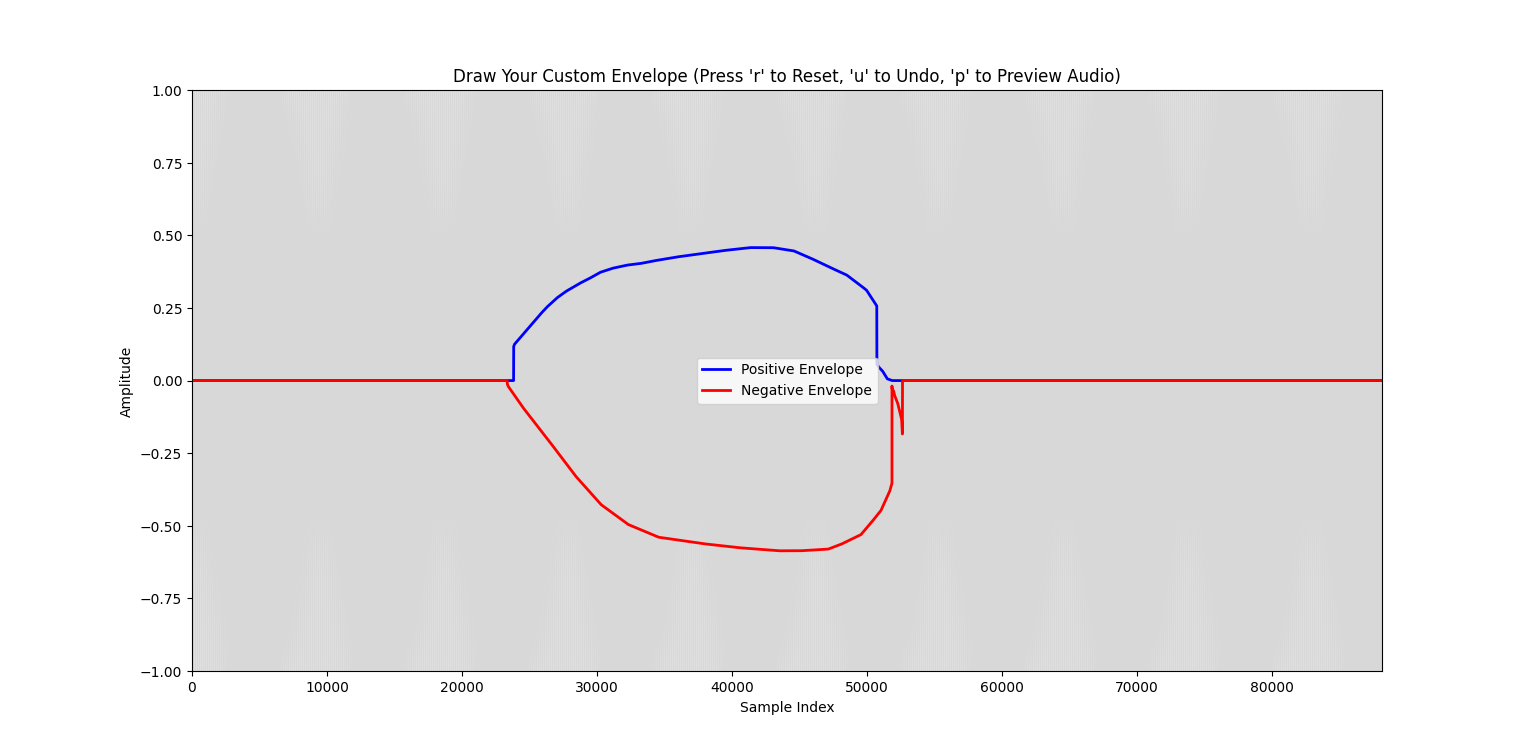 Draw Your Custom Envelope (Press 'r' to Reset, 'u' to Undo, 'p' to Preview Audio)
1.00
0.75
0.50
0.25
0.00
−0.25
−0.50
−0.75
−1.00
Amplitude
Positive Envelope
Negative Envelope
0 10000 20000 30000 40000 50000 60000 70000 80000
Sample Index